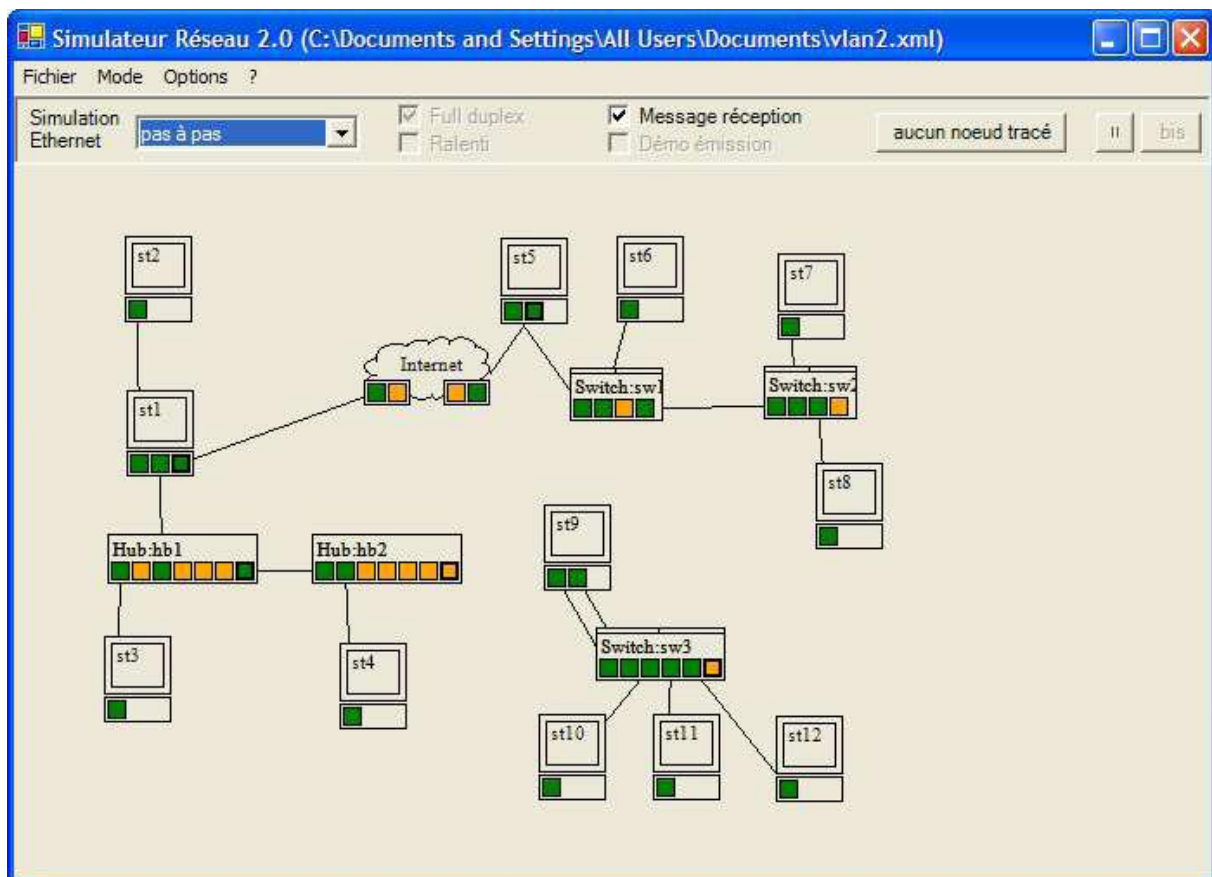 Simulateur Réseau 2.0 (C:\Documents and Settings\All Users\Documents\vlan2.xml)
Fichier Mode Options ?
Simulation Ethernet
pas à pas
Full duplex
Ralenti
Message réception
Démo émission
aucun noeud tracé
II
bis
st2
st5
st6
st7
Internet
Switch:sw1
Switch:sw2
st1
st8
st9
Hub:hb1
Hub:hb2
Switch:sw3
st3
st4
st10
st11
st12